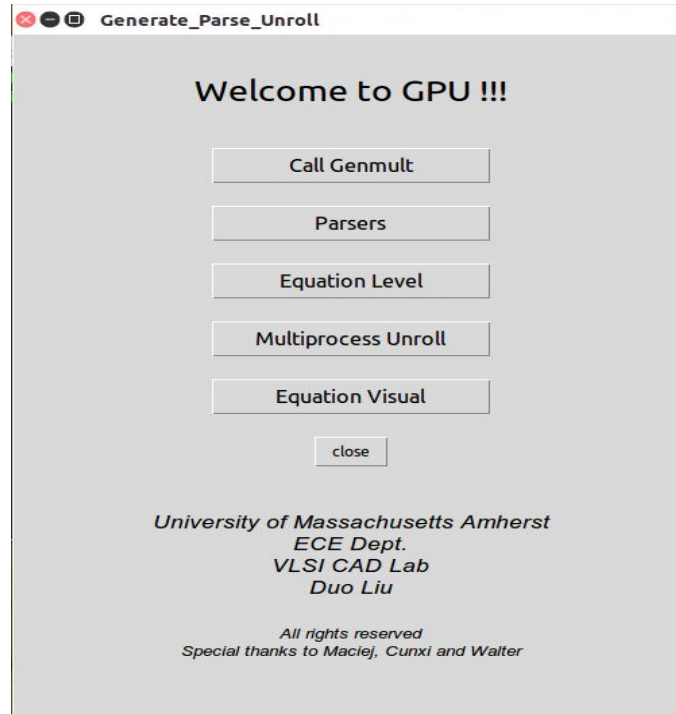 Generate_Parse_Unroll
Welcome to GPU !!!
Call Genmult
Parsers
Equation Level
Multiprocess Unroll
Equation Visual
close
University of Massachusetts Amherst
ECE Dept.
VLSI CAD Lab
Duo Liu
All rights reserved
Special thanks to Maciej, Cunxi and Walter